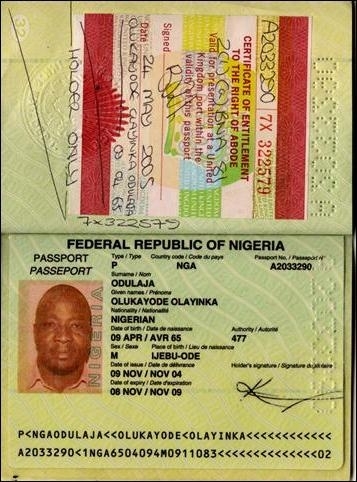 A2033290 7X 322579
CERTIFICATE OF ENTITLEMENT
TO THE RIGHT OF ABODE
Valid for presentation at a United
Kingdom port within the
validity of this passport
Signed
Date 24 MAY 2005
OLUKAYODE OLAYINKA ODULAJA 09 04 65
HOLDER ONLY
7X322579
FEDERAL REPUBLIC OF NIGERIA
PASSPORT
PASSEPORT
Type / Type Country code / Code du pays Passport No. / Passeport N°
P NGA A2033290
Surname / Nom
ODULAJA
Given names / Prénoms
OLUKAYODE OLAYINKA
Nationality / Nationalité
NIGERIAN
Date of birth / Date de naissance Authority / Autorité
09 APR / AVR 65 477
Sex / Sexe Place of birth / Lieu de naissance
M IJEBU-ODE
Date of issue / Date de délivrance Holder's signature / Signature du titulaire
09 NOV / NOV 04
Date of expiry / Date d'expiration
08 NOV / NOV 09
NIGERIA
P<NGAODULAJA<<OLUKAYODE<OLAYINKA<<<<<<<<<<<<
A2033290<1NGA6504094M0911083<<<<<<<<<<<<<<02